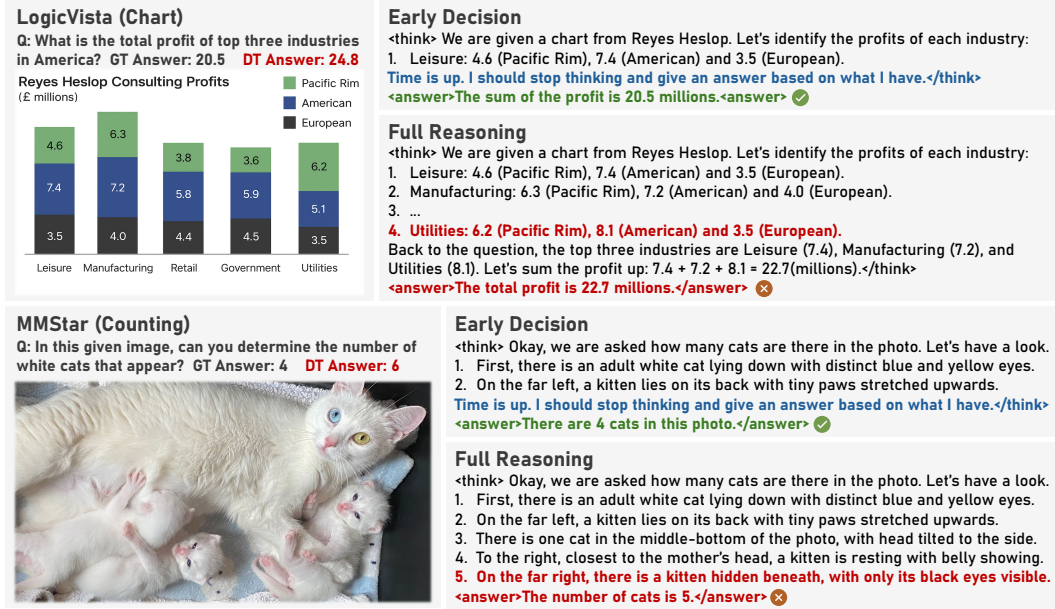 LogicVista (Chart)
Q: What is the total profit of top three industries
in America? GT Answer: 20.5 DT Answer: 24.8
Reyes Heslop Consulting Profits
(£ millions)
Pacific Rim
American
European
4.6
7.4
3.5
6.3
7.2
4.0
3.8
5.8
4.4
3.6
5.9
4.5
6.2
5.1
3.5
Leisure Manufacturing Retail Government Utilities
Early Decision
<think> We are given a chart from Reyes Heslop. Let's identify the profits of each industry:
1. Leisure: 4.6 (Pacific Rim), 7.4 (American) and 3.5 (European).
Time is up. I should stop thinking and give an answer based on what I have.</think>
<answer>The sum of the profit is 20.5 millions.<answer>
Full Reasoning
<think> We are given a chart from Reyes Heslop. Let's identify the profits of each industry:
1. Leisure: 4.6 (Pacific Rim), 7.4 (American) and 3.5 (European).
2. Manufacturing: 6.3 (Pacific Rim), 7.2 (American) and 4.0 (European).
3. ...
4. Utilities: 6.2 (Pacific Rim), 8.1 (American) and 3.5 (European).
Back to the question, the top three industries are Leisure (7.4), Manufacturing (7.2), and
Utilities (8.1). Let's sum the profit up: 7.4 + 7.2 + 8.1 = 22.7(millions).</think>
<answer>The total profit is 22.7 millions.</answer>
MMStar (Counting)
Q: In this given image, can you determine the number of
white cats that appear? GT Answer: 4 DT Answer: 6
Early Decision
<think> Okay, we are asked how many cats are there in the photo. Let's have a look.
1. First, there is an adult white cat lying down with distinct blue and yellow eyes.
2. On the far left, a kitten lies on its back with tiny paws stretched upwards.
Time is up. I should stop thinking and give an answer based on what I have.</think>
<answer>There are 4 cats in this photo.</answer>
Full Reasoning
<think> Okay, we are asked how many cats are there in the photo. Let's have a look.
1. First, there is an adult white cat lying down with distinct blue and yellow eyes.
2. On the far left, a kitten lies on its back with tiny paws stretched upwards.
3. There is one cat in the middle-bottom of the photo, with head tilted to the side.
4. To the right, closest to the mother's head, a kitten is resting with belly showing.
5. On the far right, there is a kitten hidden beneath, with only its black eyes visible.
<answer>The number of cats is 5.</answer>